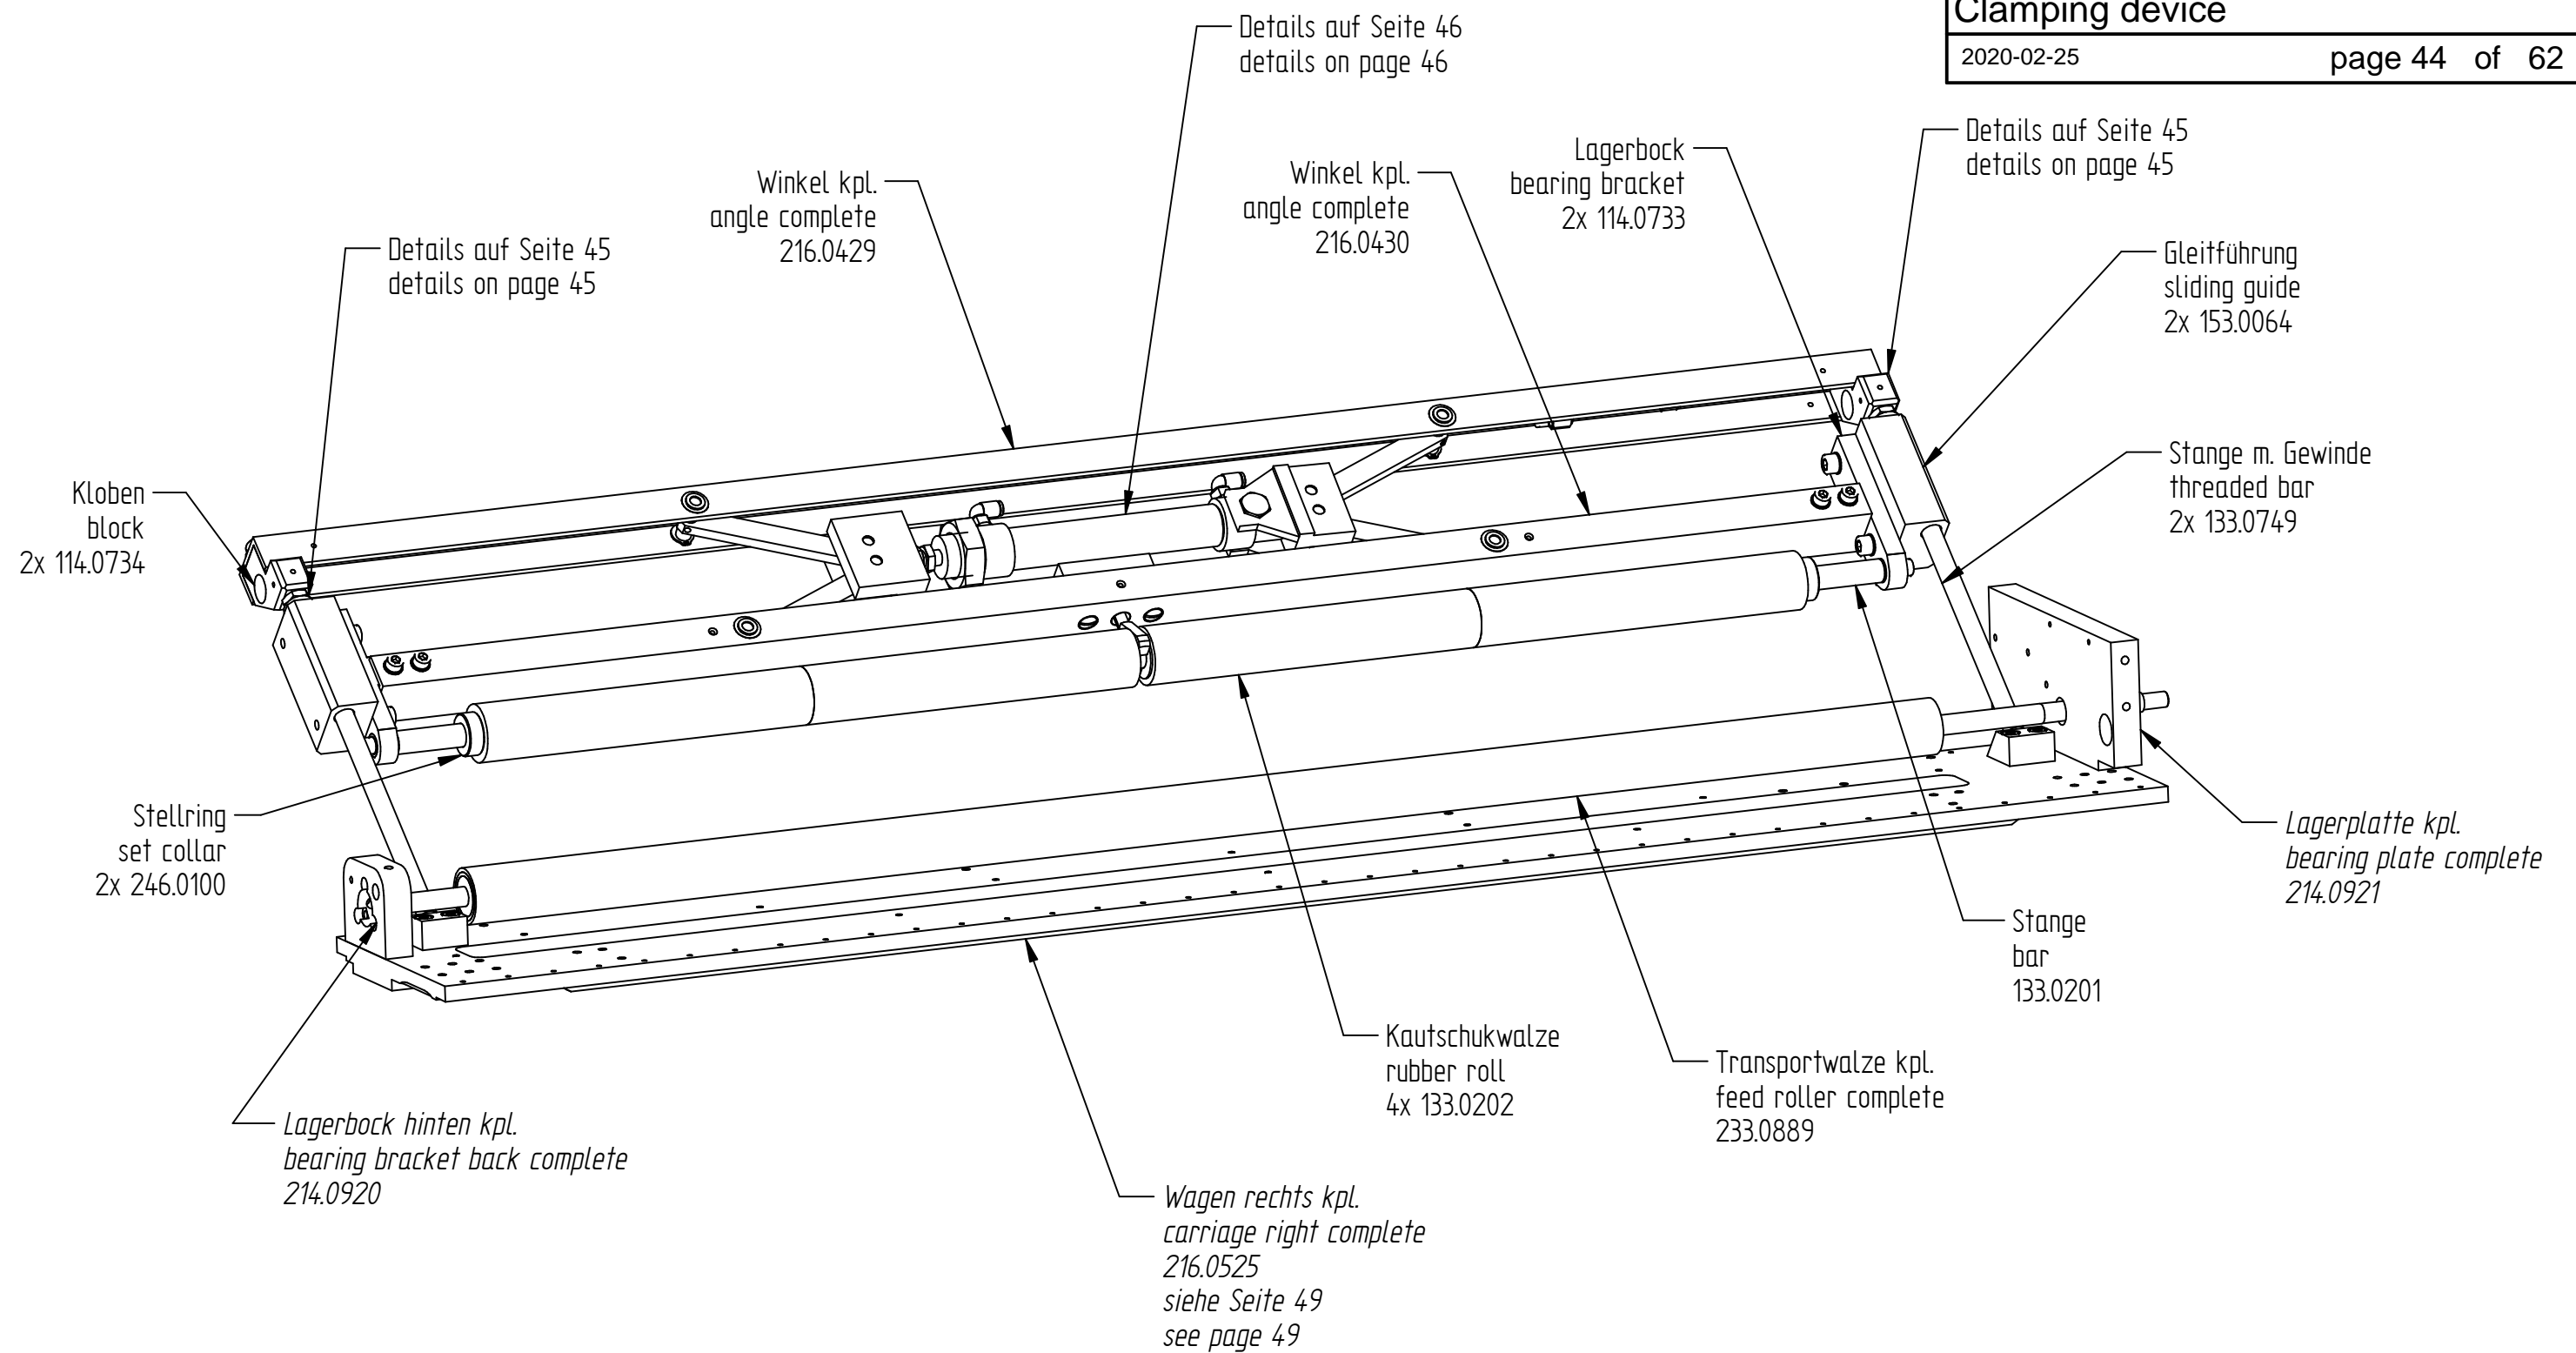 Clamping device
2020-02-25 page 44 of 62
Details auf Seite 46
details on page 46
Details auf Seite 45
details on page 45
Lagerbock
bearing bracket
2x 114.0733
Winkel kpl.
angle complete
216.0430
Winkel kpl.
angle complete
216.0429
Details auf Seite 45
details on page 45
Gleitführung
sliding guide
2x 153.0064
Stange m. Gewinde
threaded bar
2x 133.0749
Kloben
block
2x 114.0734
Stellring
set collar
2x 246.0100
Lagerplatte kpl.
bearing plate complete
214.0921
Stange
bar
133.0201
Kautschukwalze
rubber roll
4x 133.0202
Transportwalze kpl.
feed roller complete
233.0889
Lagerbock hinten kpl.
bearing bracket back complete
214.0920
Wagen rechts kpl.
carriage right complete
216.0525
siehe Seite 49
see page 49